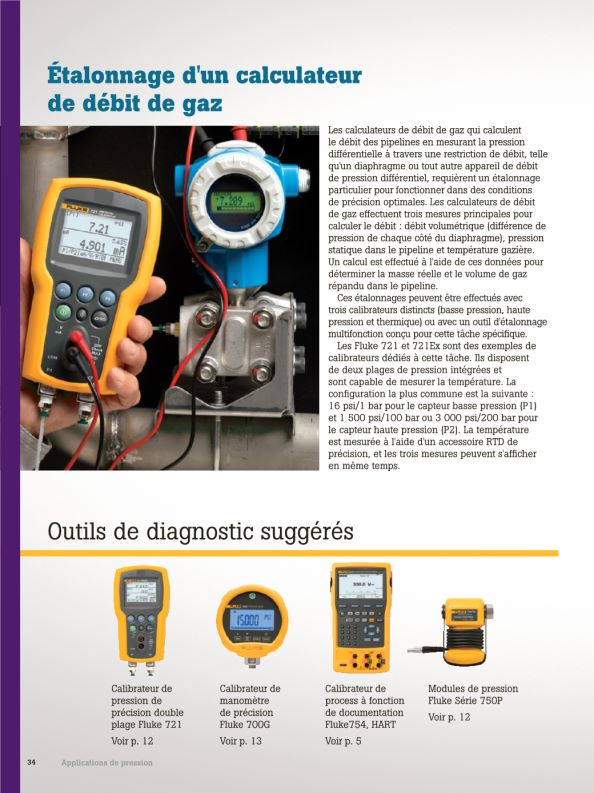 Étalonnage d'un calculateur
de débit de gaz
Les calculateurs de débit de gaz qui calculent
le débit des pipelines en mesurant la pression
différentielle à travers une restriction de débit, telle
qu'un diaphragme ou tout autre appareil de débit
de pression différentiel, requièrent un étalonnage
particulier pour fonctionner dans des conditions
de précision optimales. Les calculateurs de débit
de gaz effectuent trois mesures principales pour
calculer le débit : débit volumétrique (différence de
pression de chaque côté du diaphragme), pression
statique dans le pipeline et température gazière.
Un calcul est effectué à l'aide de ces données pour
déterminer la masse réelle et le volume de gaz
répandu dans le pipeline.
Ces étalonnages peuvent être effectués avec
trois calibrateurs distincts (basse pression, haute
pression et thermique) ou avec un outil d'étalonnage
multifonction conçu pour cette tâche spécifique.
Les Fluke 721 et 721Ex sont des exemples de
calibrateurs dédiés à cette tâche. Ils disposent
de deux plages de pression intégrées et
sont capable de mesurer la température. La
configuration la plus commune est la suivante :
16 psi/1 bar pour le capteur basse pression (P1)
et 1 500 psi/100 bar ou 3 000 psi/200 bar pour
le capteur haute pression (P2). La température
est mesurée à l'aide d'un accessoire RTD de
précision, et les trois mesures peuvent s'afficher
en même temps.
FLUKE 721
7.21 psi
4.901 mA
7.209
Outils de diagnostic suggérés
15.000
Calibrateur de
pression de
précision double
plage Fluke 721
Voir p. 12
Calibrateur de
manomètre
de précision
Fluke 700G
Voir p. 13
Calibrateur de
process à fonction
de documentation
Fluke754, HART
Voir p. 5
Modules de pression
Fluke Série 750P
Voir p. 12
34 Applications de pression